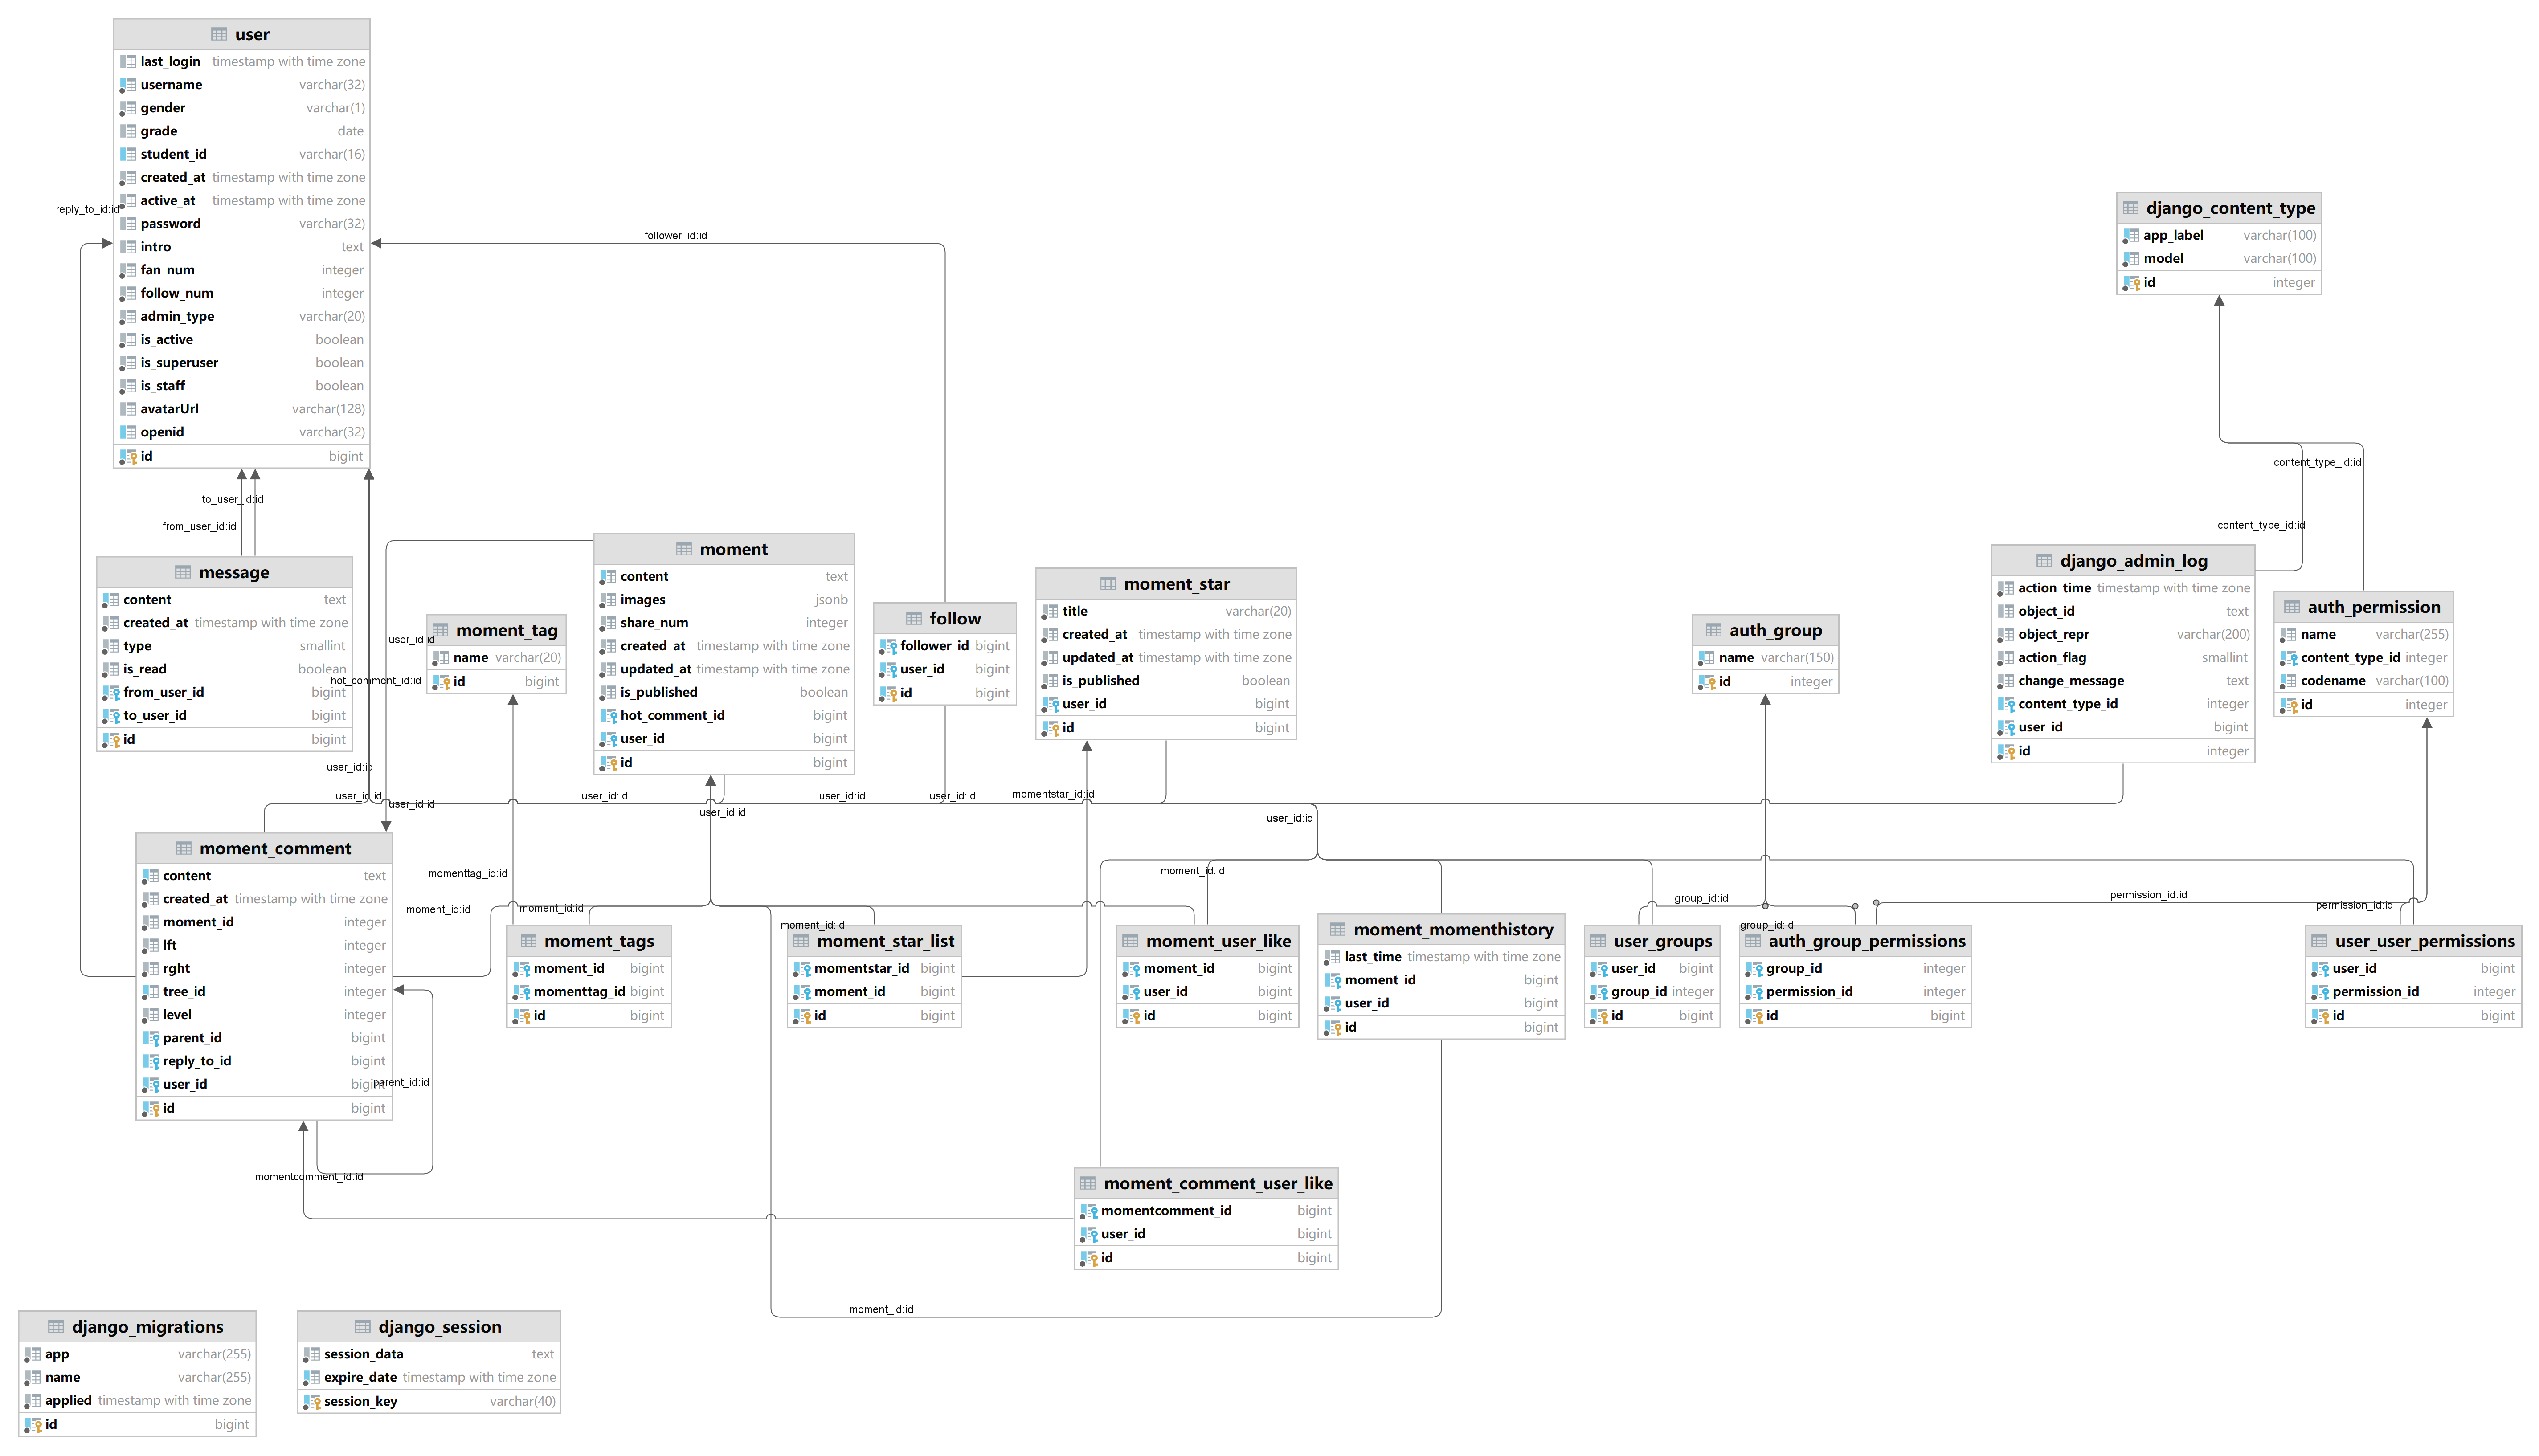 user
last_login timestamp with time zone
username varchar(32)
gender varchar(1)
grade date
student_id varchar(16)
created_at timestamp with time zone
active_at timestamp with time zone
password varchar(32)
intro text
fan_num integer
follow_num integer
admin_type varchar(20)
is_active boolean
is_superuser boolean
is_staff boolean
avatarUrl varchar(128)
openid varchar(32)
id bigint
reply_to_id:id
follower_id:id
django_content_type
app_label varchar(100)
model varchar(100)
id integer
content_type_id:id
content_type_id:id
to_user_id:id
from_user_id:id
message
content text
created_at timestamp with time zone
type smallint
is_read boolean
from_user_id bigint
to_user_id bigint
id bigint
user_id:id
hot_comment_id:id
moment_tag
name varchar(20)
id bigint
moment
content text
images jsonb
share_num integer
created_at timestamp with time zone
updated_at timestamp with time zone
is_published boolean
hot_comment_id bigint
user_id bigint
id bigint
follow
follower_id bigint
user_id bigint
id bigint
moment_star
title varchar(20)
created_at timestamp with time zone
updated_at timestamp with time zone
is_published boolean
user_id bigint
id bigint
auth_group
name varchar(150)
id integer
django_admin_log
action_time timestamp with time zone
object_id text
object_repr varchar(200)
action_flag smallint
change_message text
content_type_id integer
user_id bigint
id integer
auth_permission
name varchar(255)
content_type_id integer
codename varchar(100)
id integer
user_id:id
user_id:id
user_id:id
user_id:id
user_id:id
user_id:id
momentstar_id:id
user_id:id
user_id:id
moment_comment
content text
created_at timestamp with time zone
moment_id integer
lft integer
rght integer
tree_id integer
level integer
parent_id bigint
reply_to_id bigint
user_id bigint
id bigint
parent_id:id
momenttag_id:id
moment_id:id
moment_id:id
moment_id:id
moment_id:id
group_id:id
group_id:id
permission_id:id
permission_id:id
moment_tags
moment_id bigint
momenttag_id bigint
id bigint
moment_star_list
momentstar_id bigint
moment_id bigint
id bigint
moment_user_like
moment_id bigint
user_id bigint
id bigint
moment_momenthistory
last_time timestamp with time zone
moment_id bigint
user_id bigint
id bigint
user_groups
user_id bigint
group_id integer
id bigint
auth_group_permissions
group_id integer
permission_id integer
id bigint
user_user_permissions
user_id bigint
permission_id integer
id bigint
momentcomment_id:id
moment_comment_user_like
momentcomment_id bigint
user_id bigint
id bigint
moment_id:id
django_migrations
app varchar(255)
name varchar(255)
applied timestamp with time zone
id bigint
django_session
session_data text
expire_date timestamp with time zone
session_key varchar(40)